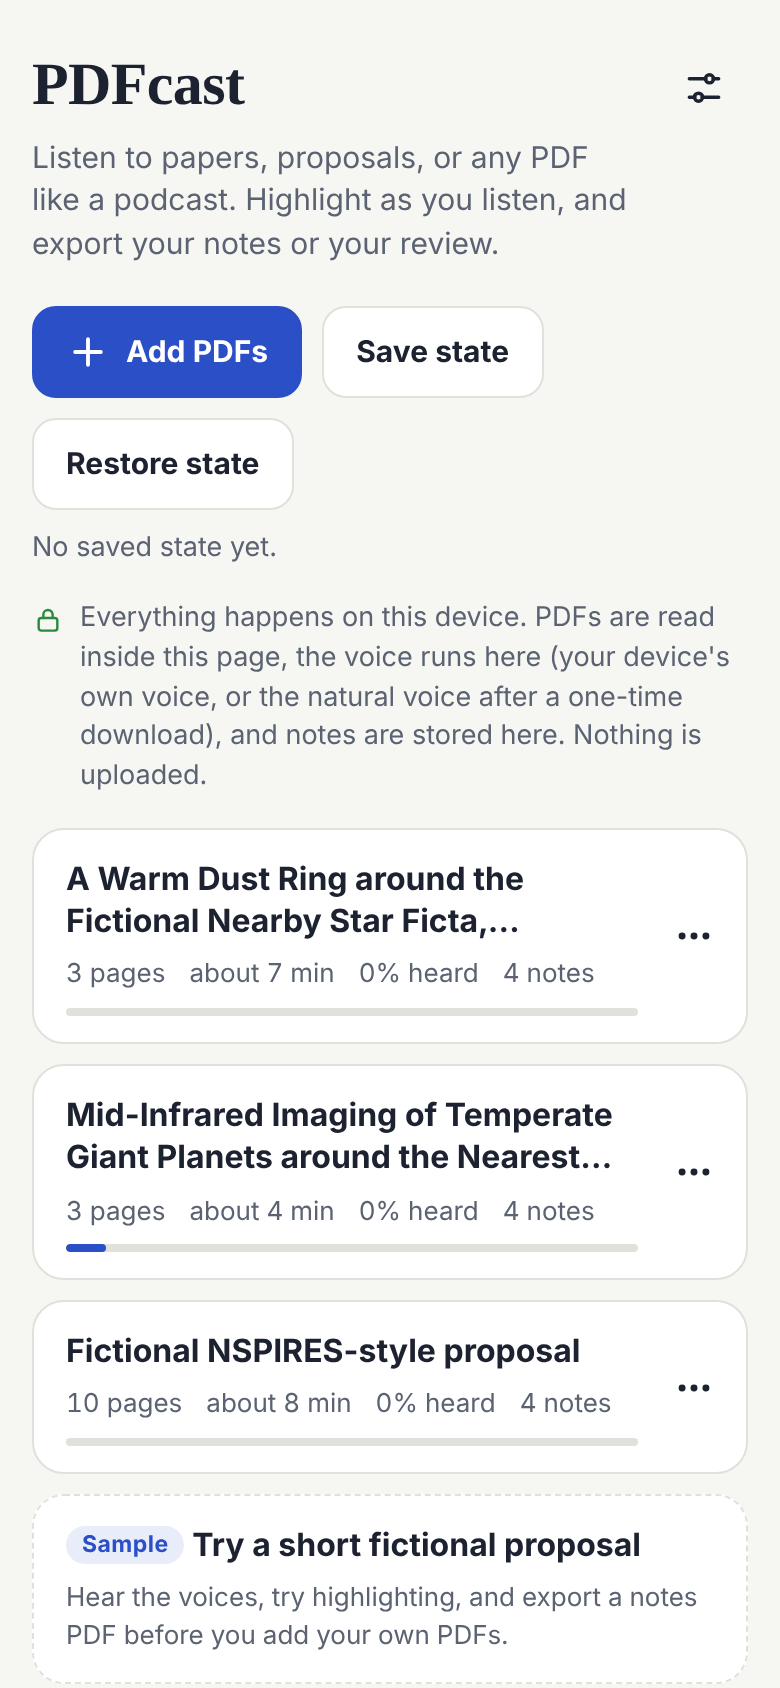 PDFcast
Listen to papers, proposals, or any PDF
like a podcast. Highlight as you listen, and
export your notes or your review.
Add PDFs
Save state
Restore state
No saved state yet.
Everything happens on this device. PDFs are read
inside this page, the voice runs here (your device's
own voice, or the natural voice after a one-time
download), and notes are stored here. Nothing is
uploaded.
A Warm Dust Ring around the
Fictional Nearby Star Ficta,...
3 pages about 7 min 0% heard 4 notes
Mid-Infrared Imaging of Temperate
Giant Planets around the Nearest...
3 pages about 4 min 0% heard 4 notes
Fictional NSPIRES-style proposal
10 pages about 8 min 0% heard 4 notes
Sample Try a short fictional proposal
Hear the voices, try highlighting, and export a notes
PDF before you add your own PDFs.